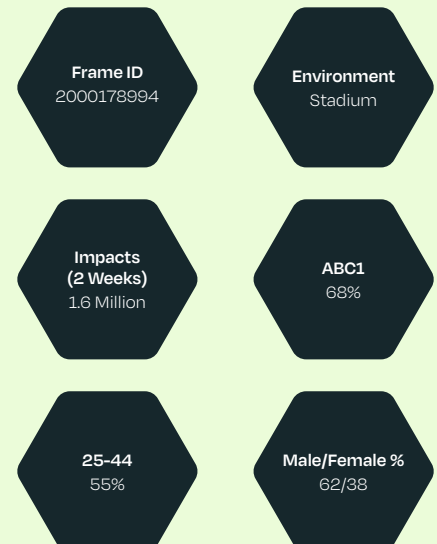 Frame ID
2000178994
Environment
Stadium
Impacts
(2 Weeks)
1.6 Million
ABC1
68%
25-44
55%
Male/Female %
62/38